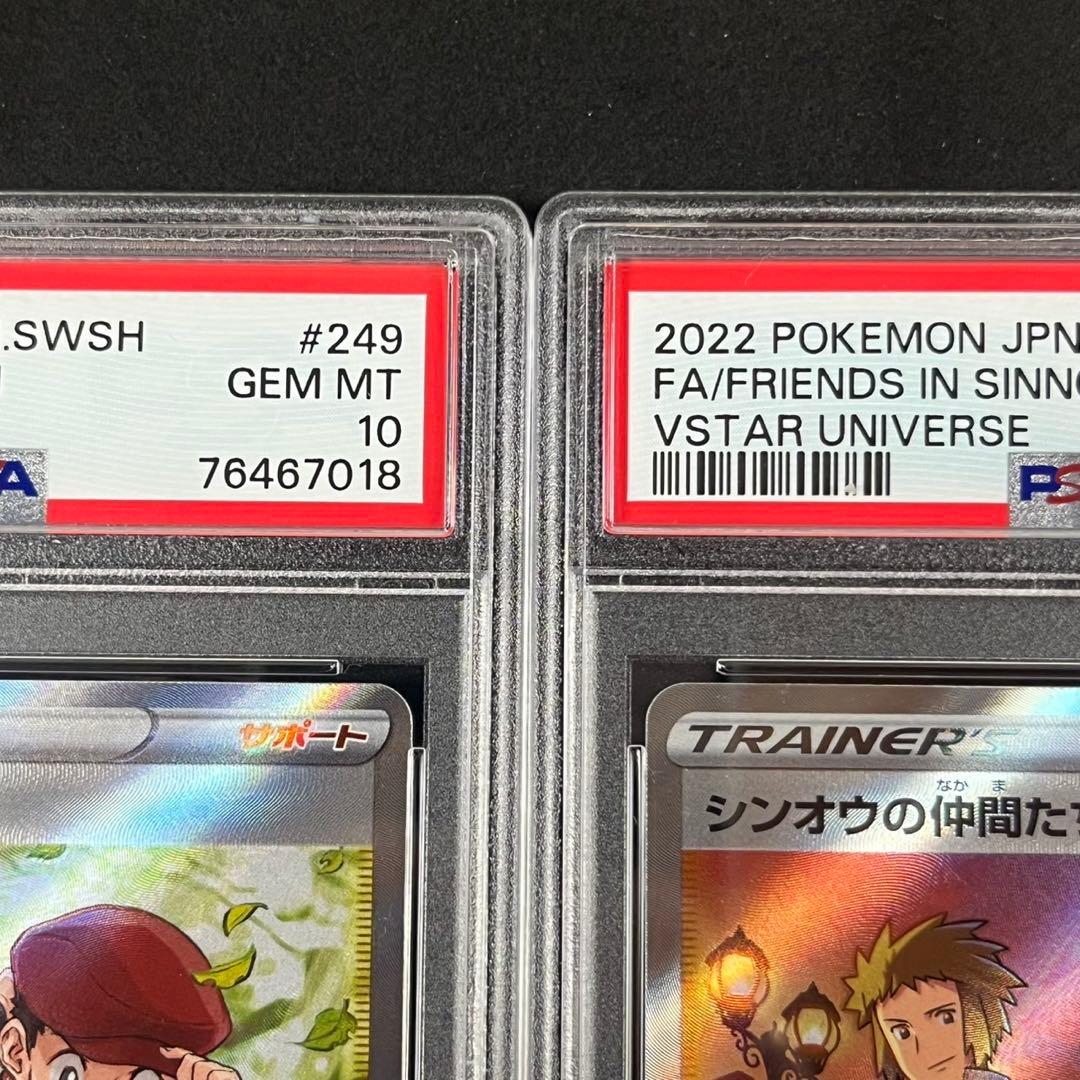 .SWSH #249
GEM MT
10
76467018
2022 POKEMON JPN
FA/FRIENDS IN SINNO
VSTAR UNIVERSE
PS
サポート
TRAINER'S
なかま
シンオウの仲間た